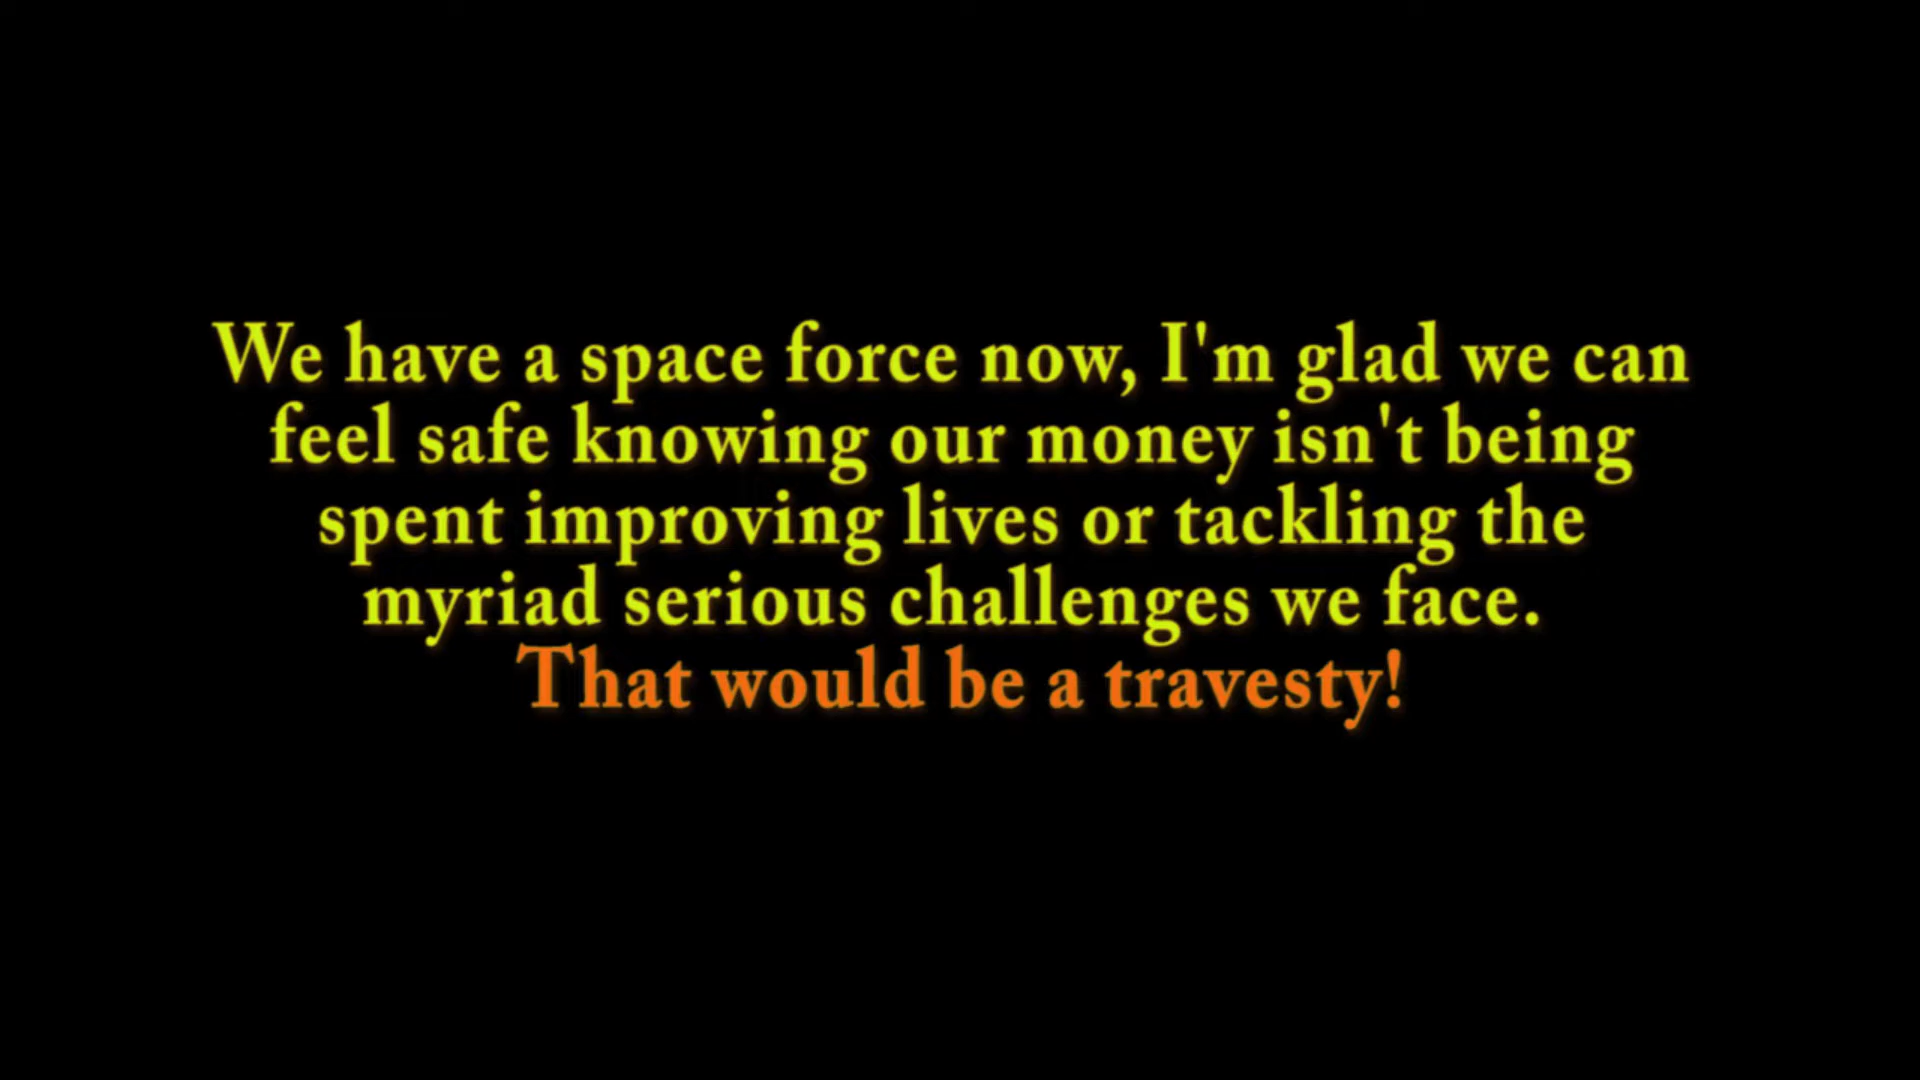 We have a space force now, I'm glad we can
feel safe knowing our money isn't being
spent improving lives or tackling the
myriad serious challenges we face.
That would be a travesty!